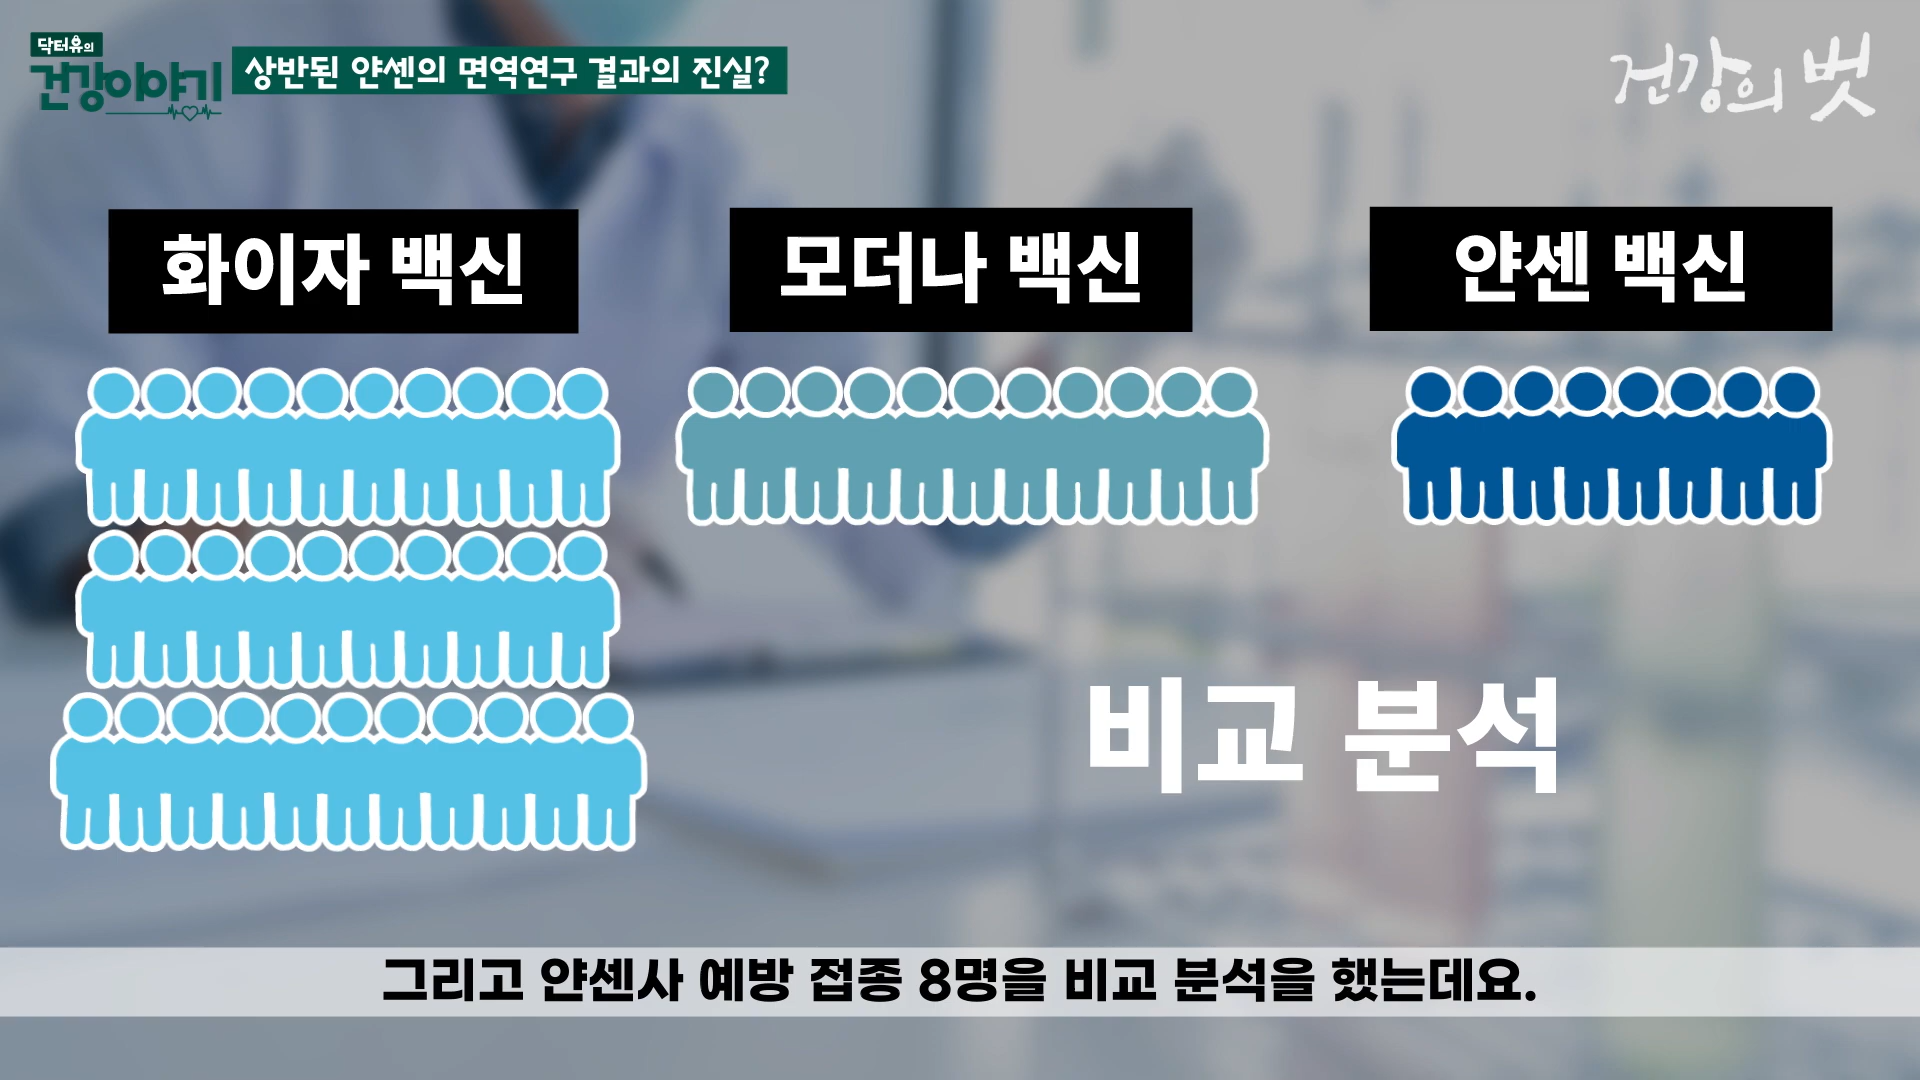 닥터유의
건강이야기
상반된 얀센의 면역연구 결과의 진실?
건강의 벗
화이자 백신
모더나 백신
얀센 백신
비교 분석
그리고 얀센사 예방 접종 8명을 비교 분석을 했는데요.